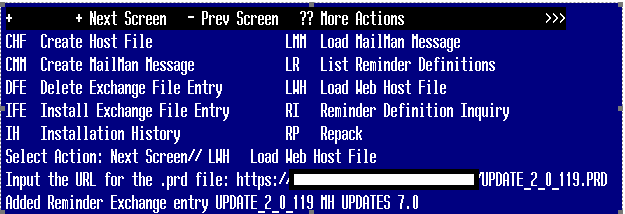 + + Next Screen - Prev Screen ?? More Actions >>>
CHF Create Host File LMM Load MailMan Message
CMM Create MailMan Message LR List Reminder Definitions
DFE Delete Exchange File Entry LWH Load Web Host File
IFE Install Exchange File Entry RI Reminder Definition Inquiry
IH Installation History RP Repack
Select Action: Next Screen// LWH Load Web Host File
Input the URL for the .prd file: https:/ /UPDATE_2_0_119.PRD
Added Reminder Exchange entry UPDATE_2_0_119 MH UPDATES 7.0